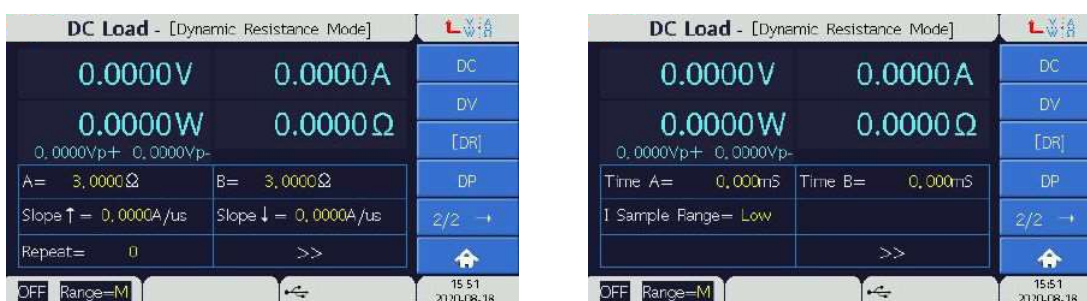 DC Load - [Dynamic Resistance Mode]
0.0000V 0.0000A
0.0000W 0.0000Ω
0.0000Vp+ 0.0000Vp-
A= 3.0000Ω B= 3.0000Ω
Slope↑= 0.0000A/us Slope↓= 0.0000A/us
Repeat= 0 >>
OFF Range=M
V A
W Ω
DC
DV
[DR]
DP
2/2 →
15:51
2020-08-18
DC Load - [Dynamic Resistance Mode]
0.0000V 0.0000A
0.0000W 0.0000Ω
0.0000Vp+ 0.0000Vp-
Time A= 0.000mS Time B= 0.000mS
I Sample Range= Low
>>
OFF Range=M
V A
W Ω
DC
DV
[DR]
DP
2/2 →
15:51
2020-08-18